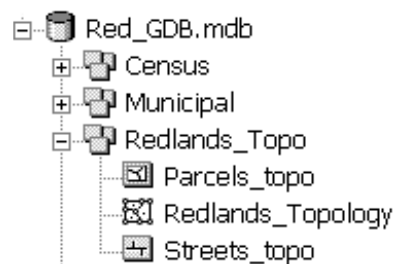 Red_GDB.mdb
Census
Municipal
Redlands_Topo
Parcels_topo
Redlands_Topology
Streets_topo